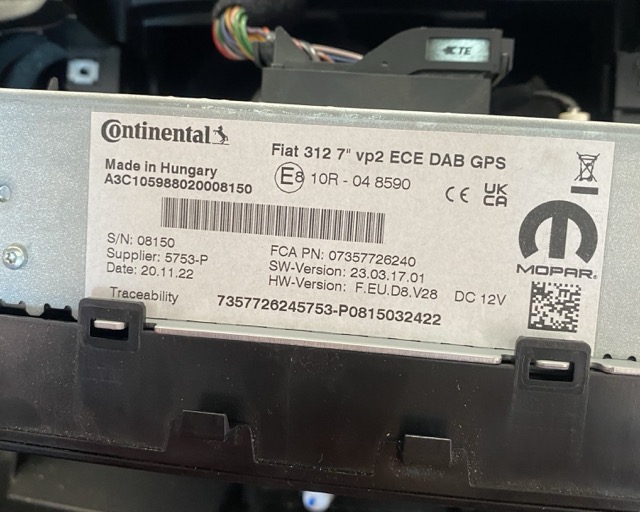 CTE
Continental
Fiat 312 7" vp2 ECE DAB GPS
Made in Hungary
A3C105988020008150
E8 10R - 04 8590
CE UK CA
S/N: 08150
Supplier: 5753-P
Date: 20.11.22
FCA PN: 07357726240
SW-Version: 23.03.17.01
HW-Version: F.EU.D8.V28 DC 12V
MOPAR®
Traceability 7357726245753-P0815032422